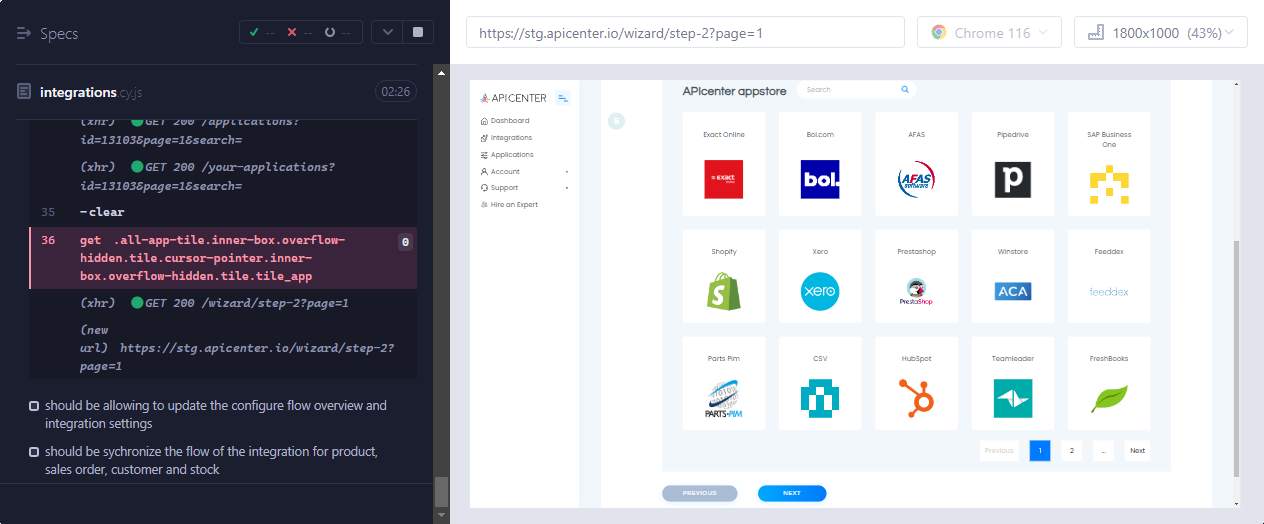 Specs
-- -- --
integrations.cy.js
02:26
(xhr) GET 200 /applications?
id=13103&page=1&search=
(xhr) GET 200 /your-applications?
id=13103&page=1&search=
35 -clear
36 get .all-app-tile.inner-box.overflow-
hidden.tile.cursor-pointer.inner-
box.overflow-hidden.tile.tile_app
0
(xhr) GET 200 /wizard/step-2?page=1
(new
url) https://stg.apicenter.io/wizard/step-2?
page=1
should be allowing to update the configure flow overview and
integration settings
should be sychronize the flow of the integration for product,
sales order, customer and stock
https://stg.apicenter.io/wizard/step-2?page=1
Chrome 116
1800x1000 (43%)
APICENTER
Dashboard
Integrations
Applications
Account
Support
Hire an Expert
APIcenter appstore
Search
Exact Online
Bol.com
AFAS
Pipedrive
SAP Business
One
= exact
bol.
AFAS
software
p
Shopify
Xero
Prestashop
Winstore
Feeddex
S
xero
PRESTASHOP
ACA
feeddex
Parts Pim
CSV
HubSpot
Teamleader
FreshBooks
PARTS-PIM
Previous
1
2
...
Next
PREVIOUS
NEXT